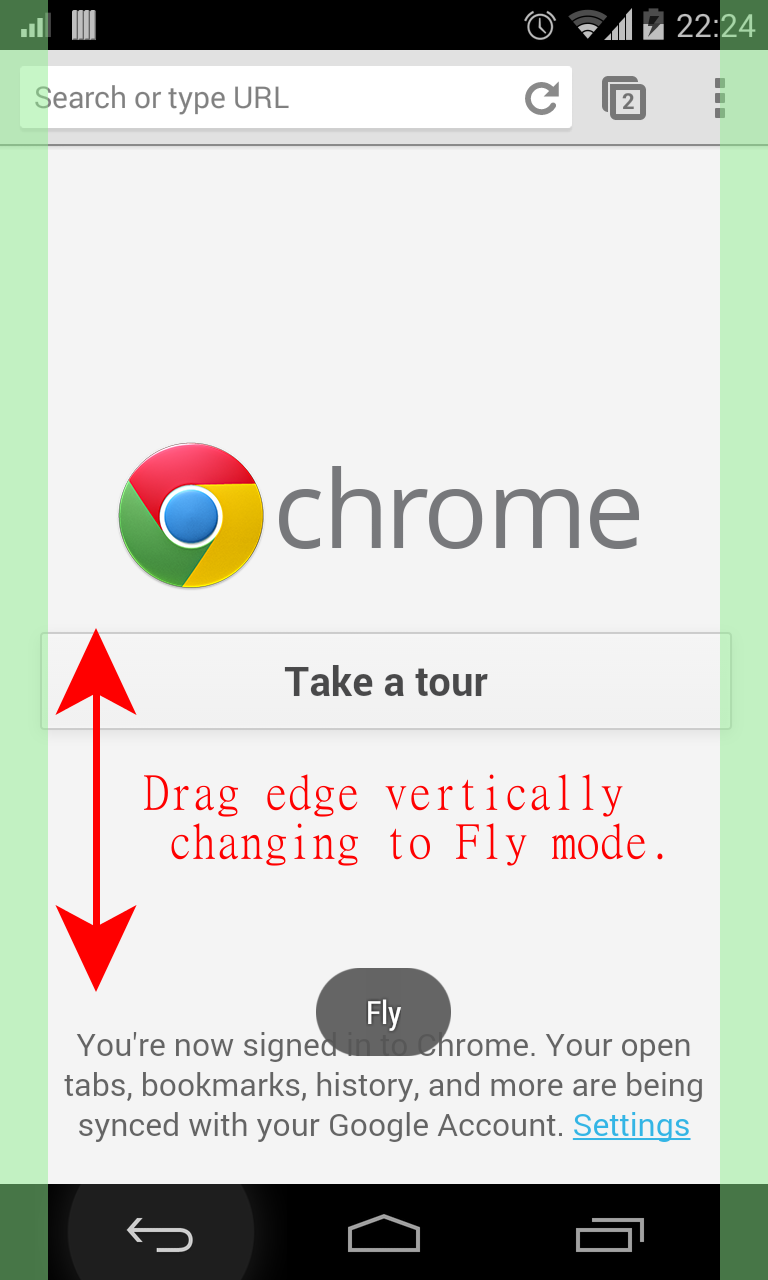 22:24
Search or type URL
2
chrome
Take a tour
Drag edge vertically
changing to Fly mode.
Fly
You're now signed in to Chrome. Your open
tabs, bookmarks, history, and more are being
synced with your Google Account. Settings